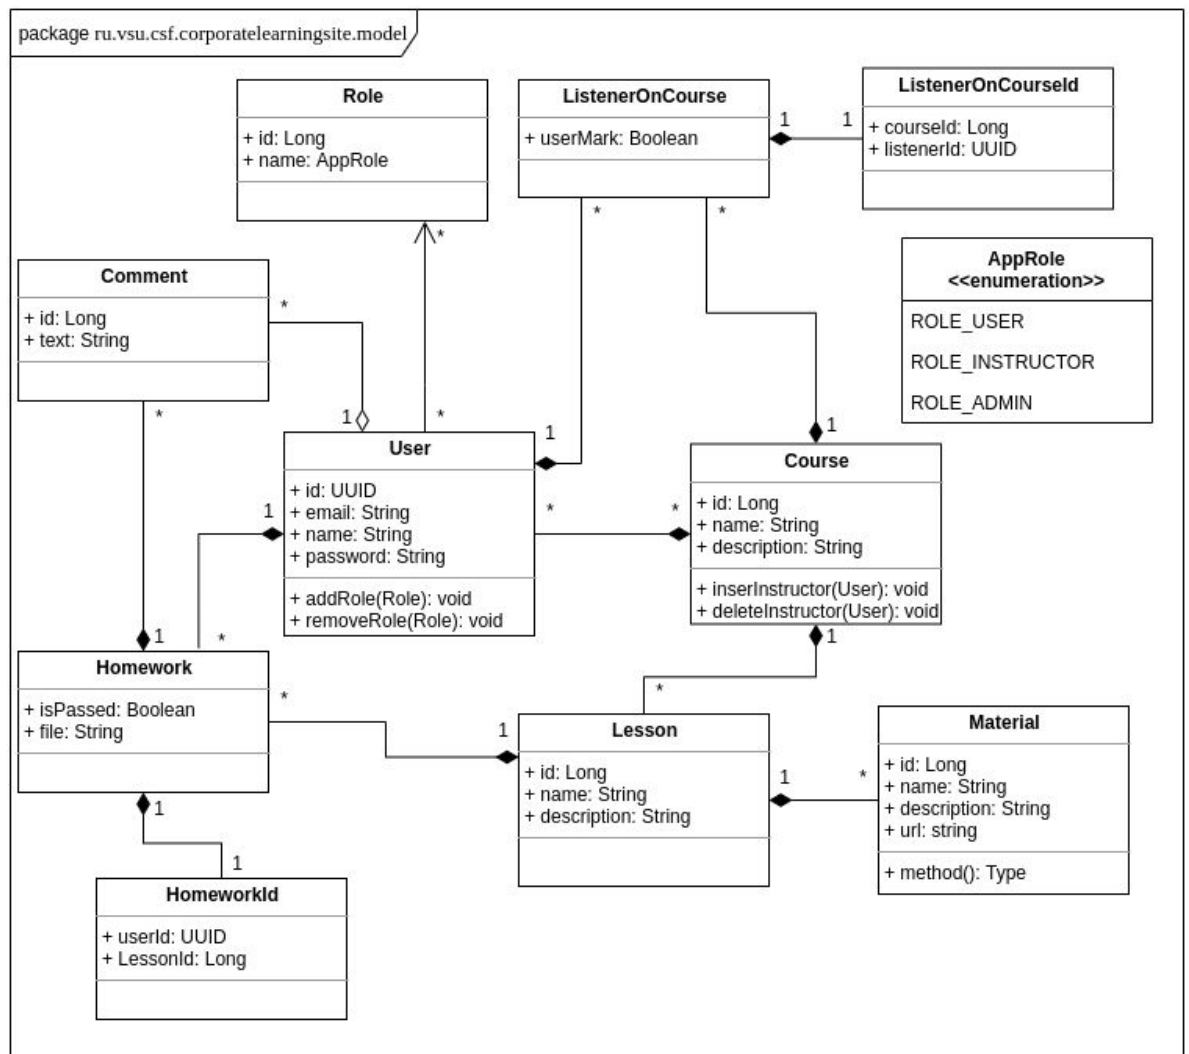 package ru.vsu.csf.corporatelearningsite.model
Role
+ id: Long
+ name: AppRole
ListenerOnCourse
+ userMark: Boolean
1
1
ListenerOnCourseId
+ courseId: Long
+ listenerId: UUID
*
*
*
AppRole
<<enumeration>>
ROLE_USER
ROLE_INSTRUCTOR
ROLE_ADMIN
Comment
+ id: Long
+ text: String
*
*
1
*
1
1
User
+ id: UUID
+ email: String
+ name: String
+ password: String
+ addRole(Role): void
+ removeRole(Role): void
1
*
*
Course
+ id: Long
+ name: String
+ description: String
+ inserInstructor(User): void
+ deleteInstructor(User): void
1
*
1
*
Homework
+ isPassed: Boolean
+ file: String
*
1
1
1
Lesson
+ id: Long
+ name: String
+ description: String
1
*
Material
+ id: Long
+ name: String
+ description: String
+ url: string
+ method(): Type
HomeworkId
+ userId: UUID
+ LessonId: Long